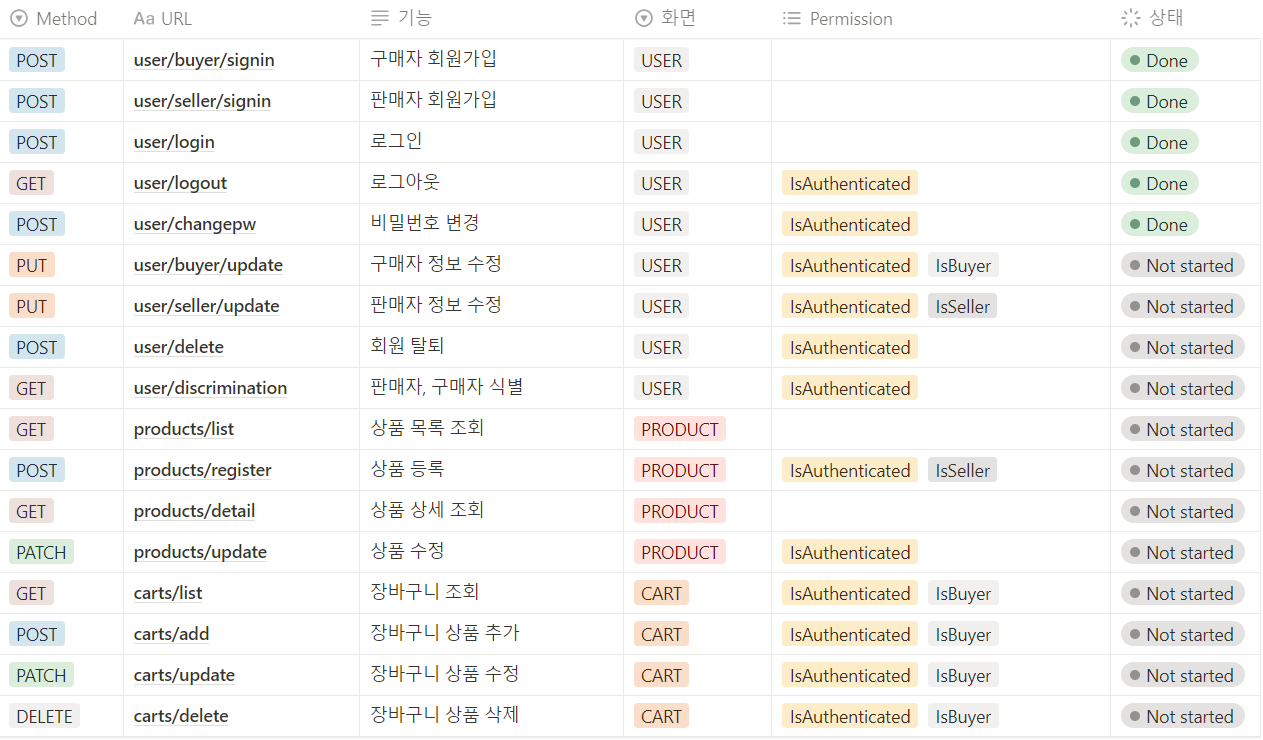 Method Aa URL 기능 화면 Permission 상태
POST user/buyer/signin 구매자 회원가입 USER Done
POST user/seller/signin 판매자 회원가입 USER Done
POST user/login 로그인 USER Done
GET user/logout 로그아웃 USER IsAuthenticated Done
POST user/changepw 비밀번호 변경 USER IsAuthenticated Done
PUT user/buyer/update 구매자 정보 수정 USER IsAuthenticated IsBuyer Not started
PUT user/seller/update 판매자 정보 수정 USER IsAuthenticated IsSeller Not started
POST user/delete 회원 탈퇴 USER IsAuthenticated Not started
GET user/discrimination 판매자, 구매자 식별 USER IsAuthenticated Not started
GET products/list 상품 목록 조회 PRODUCT Not started
POST products/register 상품 등록 PRODUCT IsAuthenticated IsSeller Not started
GET products/detail 상품 상세 조회 PRODUCT Not started
PATCH products/update 상품 수정 PRODUCT IsAuthenticated Not started
GET carts/list 장바구니 조회 CART IsAuthenticated IsBuyer Not started
POST carts/add 장바구니 상품 추가 CART IsAuthenticated IsBuyer Not started
PATCH carts/update 장바구니 상품 수정 CART IsAuthenticated IsBuyer Not started
DELETE carts/delete 장바구니 상품 삭제 CART IsAuthenticated IsBuyer Not started